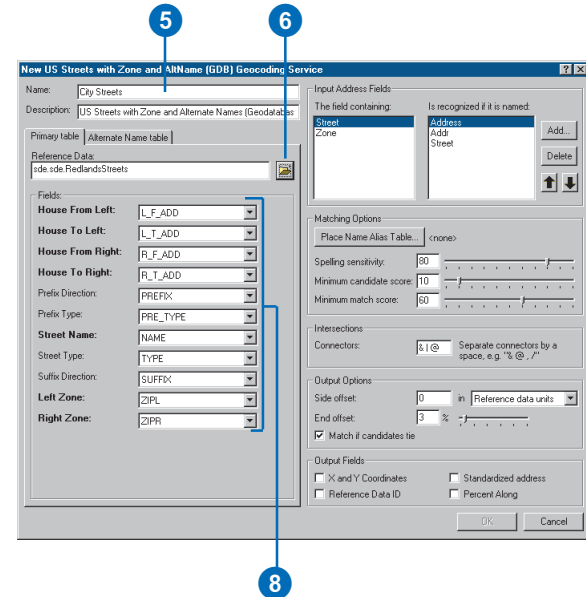 5
6
New US Streets with Zone and AltName (GDB) Geocoding Service
Name:
City Streets
Description:
US Streets with Zone and Alternate Names (Geodatabas
Primary table
Alternate Name table
Reference Data:
sde.sde.RedlandsStreets
Fields:
House From Left:
L_F_ADD
House To Left:
L_T_ADD
House From Right:
R_F_ADD
House To Right:
R_T_ADD
Prefix Direction:
PREFIX
Prefix Type:
PRE_TYPE
Street Name:
NAME
Street Type:
TYPE
Suffix Direction:
SUFFIX
Left Zone:
ZIPL
Right Zone:
ZIPR
Input Address Fields
The field containing:
Street
Zone
Is recognized if it is named:
Address
Addr
Street
Add...
Delete
Matching Options
Place Name Alias Table...
<none>
Spelling sensitivity:
80
Minimum candidate score:
10
Minimum match score:
60
Intersections
Connectors:
& | @
Separate connectors by a
space, e.g. "& @ , /"
Output Options
Side offset:
0
in
Reference data units
End offset:
3
%
Match if candidates tie
Output Fields
X and Y Coordinates
Standardized address
Reference Data ID
Percent Along
OK
Cancel
8